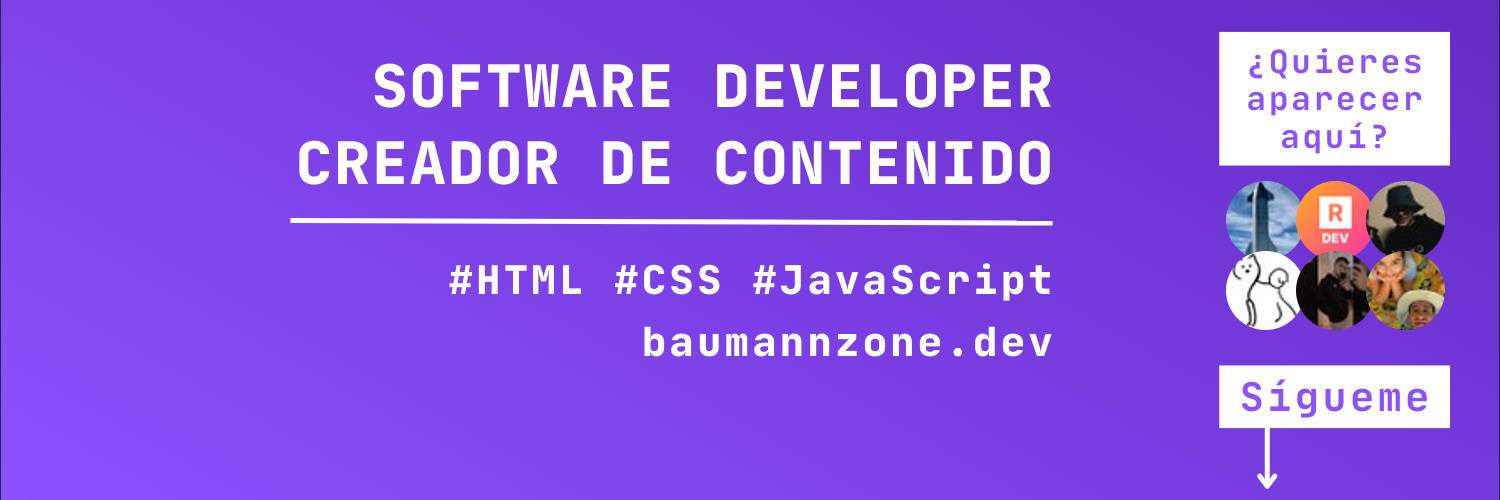 SOFTWARE DEVELOPER
CREADOR DE CONTENIDO
#HTML #CSS #JavaScript
baumannzone.dev
¿Quieres
aparecer
aquí?
R
DEV
Sígueme